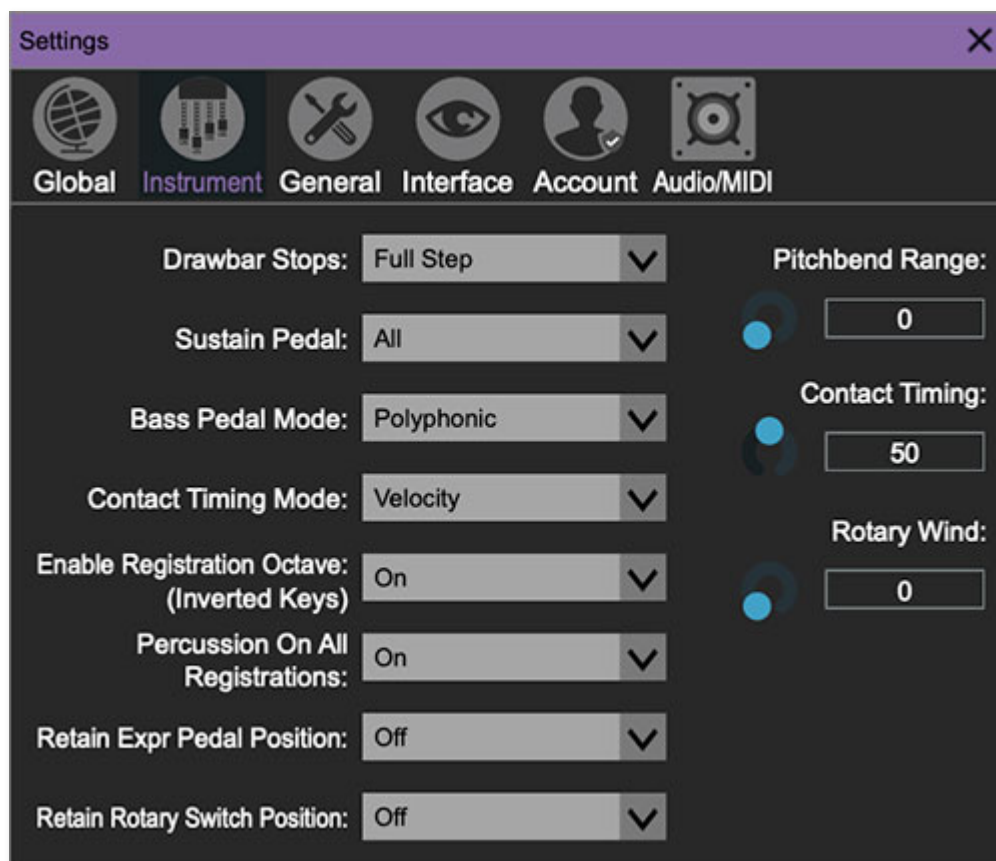 Settings
Global Instrument General Interface Account Audio/MIDI
Drawbar Stops: Full Step
Pitchbend Range:
0
Sustain Pedal: All
Contact Timing:
Bass Pedal Mode: Polyphonic
50
Contact Timing Mode: Velocity
Rotary Wind:
Enable Registration Octave:
(Inverted Keys)
On
0
Percussion On All
Registrations:
On
Retain Expr Pedal Position: Off
Retain Rotary Switch Position: Off